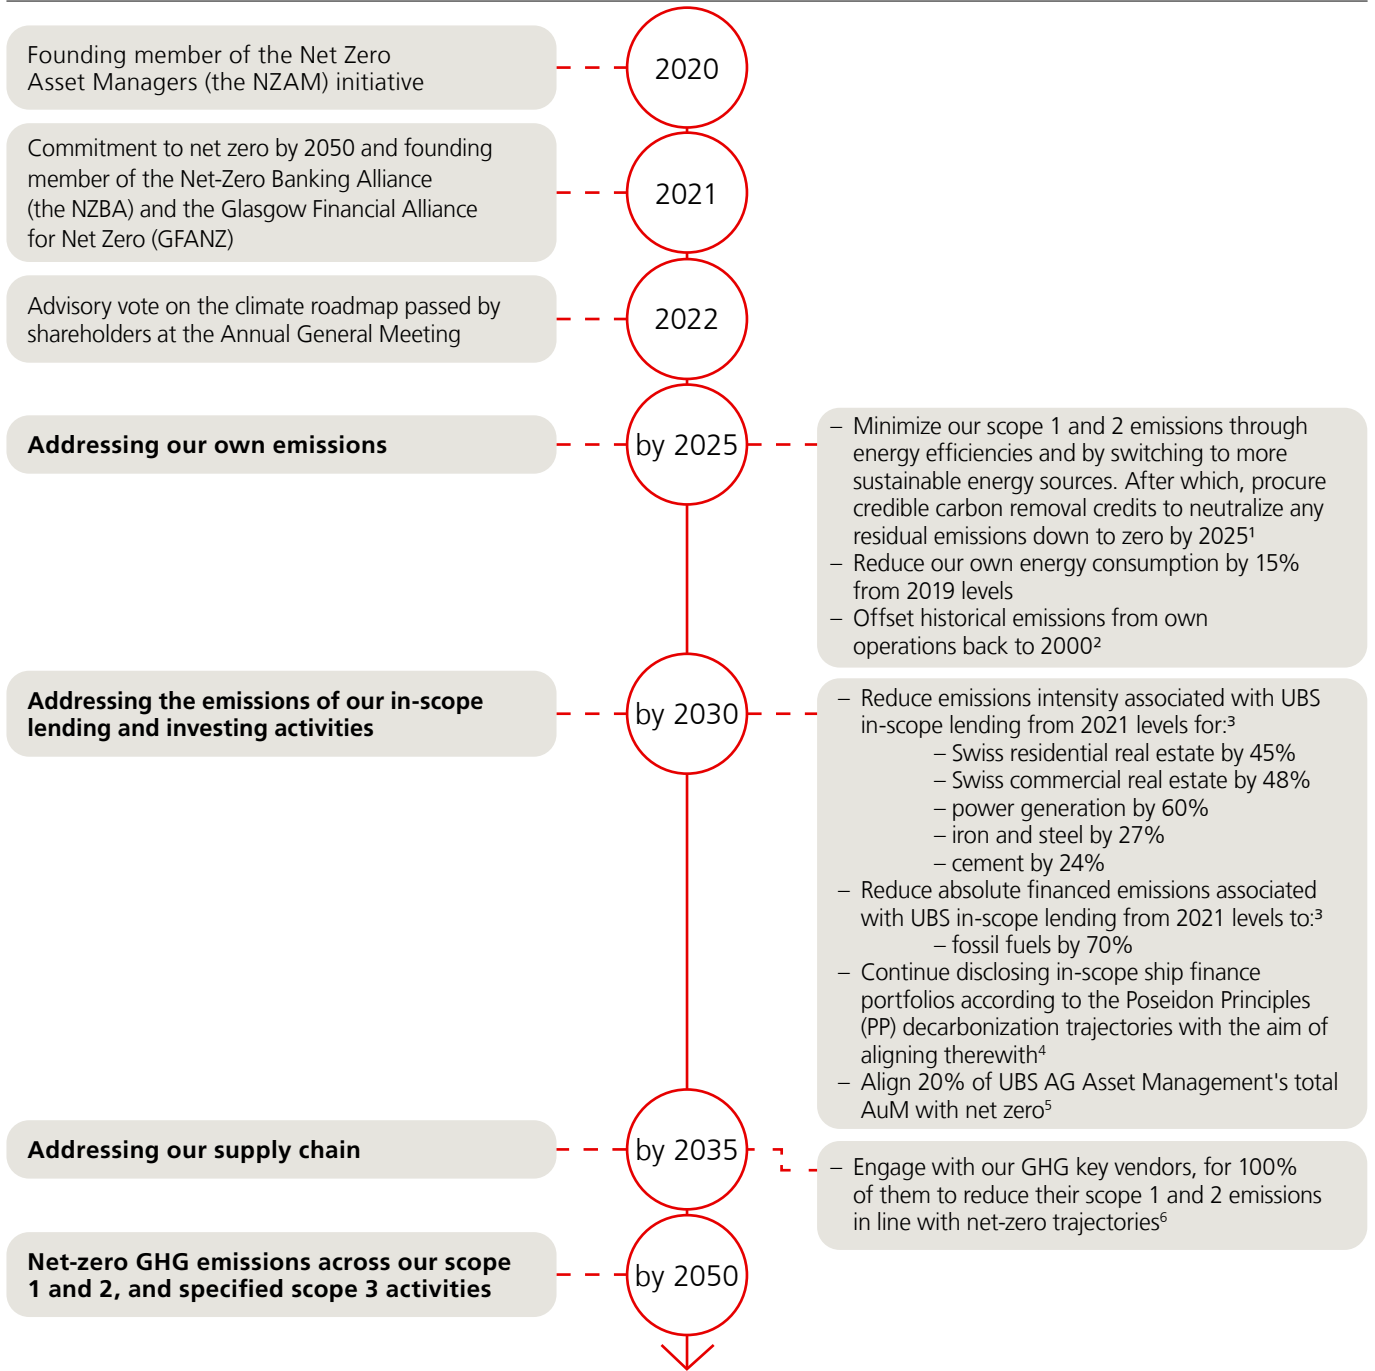 Founding member of the Net Zero
Asset Managers (the NZAM) initiative
2020
Commitment to net zero by 2050 and founding
member of the Net-Zero Banking Alliance
(the NZBA) and the Glasgow Financial Alliance
for Net Zero (GFANZ)
2021
Advisory vote on the climate roadmap passed by
shareholders at the Annual General Meeting
2022
Addressing our own emissions
by 2025
– Minimize our scope 1 and 2 emissions through
energy efficiencies and by switching to more
sustainable energy sources. After which, procure
credible carbon removal credits to neutralize any
residual emissions down to zero by 2025¹
– Reduce our own energy consumption by 15%
from 2019 levels
– Offset historical emissions from own
operations back to 2000²
Addressing the emissions of our in-scope
lending and investing activities
by 2030
– Reduce emissions intensity associated with UBS
in-scope lending from 2021 levels for:³
– Swiss residential real estate by 45%
– Swiss commercial real estate by 48%
– power generation by 60%
– iron and steel by 27%
– cement by 24%
– Reduce absolute financed emissions associated
with UBS in-scope lending from 2021 levels to:³
– fossil fuels by 70%
– Continue disclosing in-scope ship finance
portfolios according to the Poseidon Principles
(PP) decarbonization trajectories with the aim of
aligning therewith⁴
– Align 20% of UBS AG Asset Management's total
AuM with net zero⁵
Addressing our supply chain
by 2035
– Engage with our GHG key vendors, for 100%
of them to reduce their scope 1 and 2 emissions
in line with net-zero trajectories⁶
Net-zero GHG emissions across our scope
1 and 2, and specified scope 3 activities
by 2050